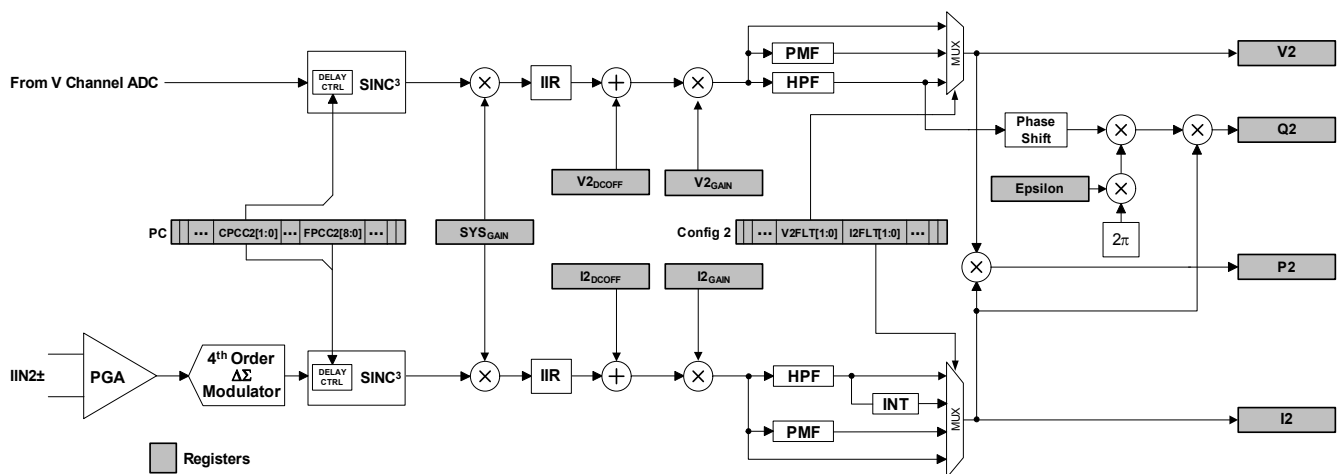 PMF
MUX
V2
From V Channel ADC
DELAY CTRL
SINC³
IIR
HPF
Phase Shift
Q2
V2DCOFF
V2GAIN
Epsilon
PC
... CPCC2[1:0] ... FPCC2[8:0] ...
SYSGAIN
Config 2
... V2FLT[1:0] I2FLT[1:0] ...
2π
I2DCOFF
I2GAIN
P2
IIN2±
PGA
4th Order ΔΣ Modulator
DELAY CTRL
SINC³
IIR
HPF
INT
PMF
MUX
I2
Registers